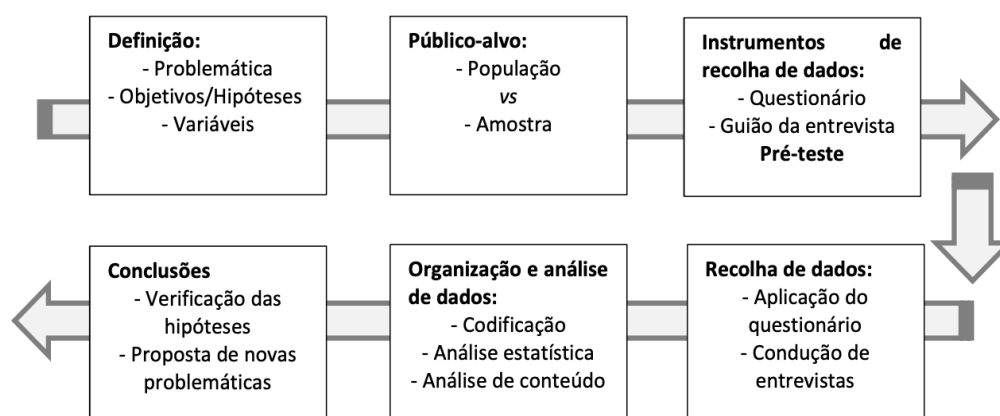 Definição:
- Problemática
- Objetivos/Hipóteses
- Variáveis
Público-alvo:
- População
vs
- Amostra
Instrumentos de
recolha de dados:
- Questionário
- Guião da entrevista
Pré-teste
Conclusões
- Verificação das
hipóteses
- Proposta de novas
problemáticas
Organização e análise
de dados:
- Codificação
- Análise estatística
- Análise de conteúdo
Recolha de dados:
- Aplicação do
questionário
- Condução de
entrevistas